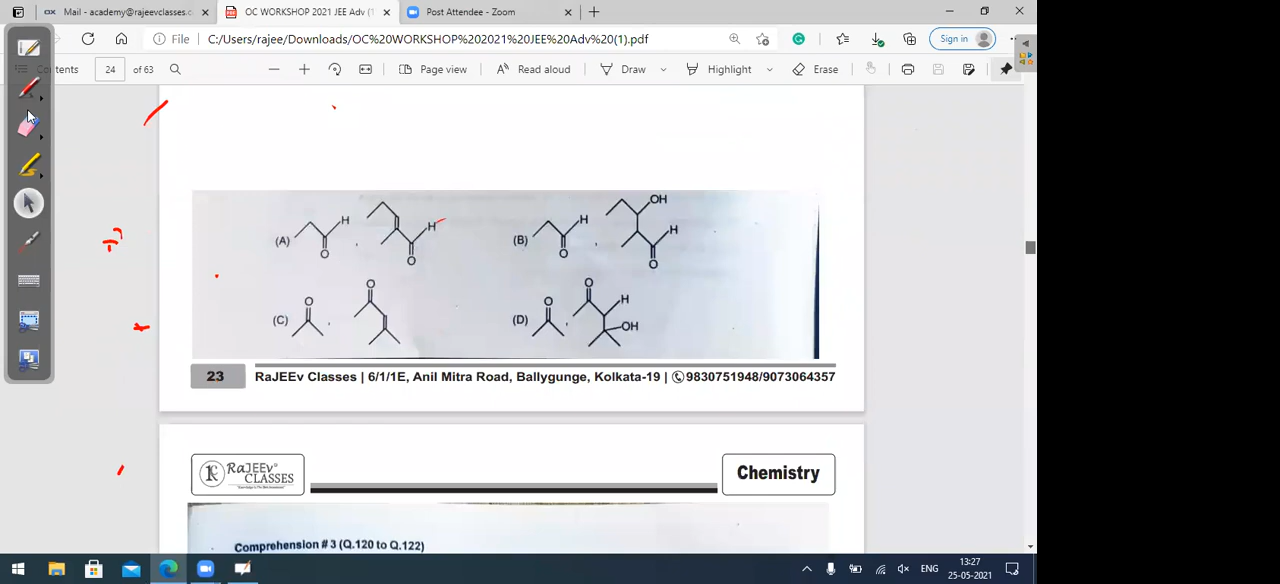 Mail - academy@rajeevclasses.c
OC WORKSHOP 2021 JEE Adv (1
Post Attendee - Zoom
File
C:/Users/rajee/Downloads/OC%20WORKSHOP%202021%20JEE%20Adv%20(1).pdf
Sign in
Contents
24 of 63
Page view
Read aloud
Draw
Highlight
Erase
(A)
H
O
,
H
O
(B)
H
O
,
OH
H
O
(C)
O
,
O
(D)
O
,
O
H
OH
23
RaJEEv Classes | 6/1/1E, Anil Mitra Road, Ballygunge, Kolkata-19 | 9830751948/9073064357
RaJEEv CLASSES
Chemistry
Comprehension # 3 (Q.120 to Q.122)
ENG
13:27
25-05-2021